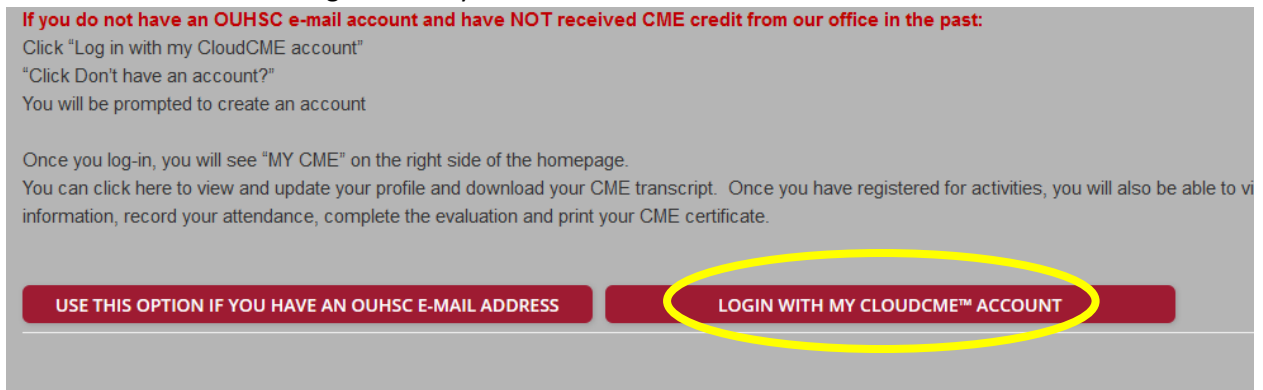 If you do not have an OUHSC e-mail account and have NOT received CME credit from our office in the past:
Click “Log in with my CloudCME account”
“Click Don’t have an account?”
You will be prompted to create an account
Once you log-in, you will see “MY CME” on the right side of the homepage.
You can click here to view and update your profile and download your CME transcript.  Once you have registered for activities, you will also be able to vi
information, record your attendance, complete the evaluation and print your CME certificate.
USE THIS OPTION IF YOU HAVE AN OUHSC E-MAIL ADDRESS
LOGIN WITH MY CLOUDCME™ ACCOUNT